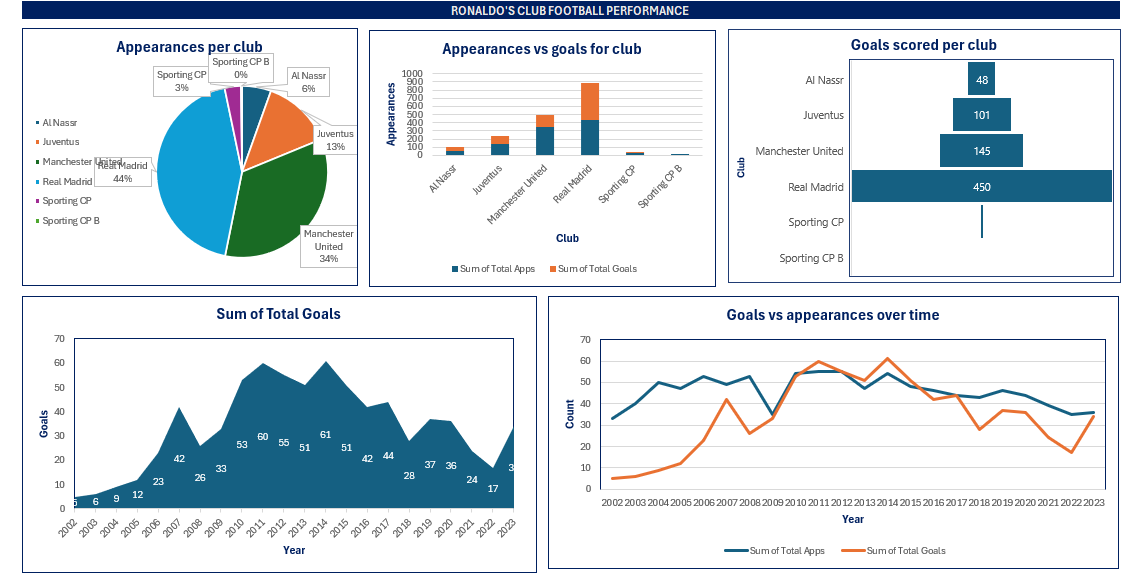 RONALDO'S CLUB FOOTBALL PERFORMANCE
Appearances per club
Sporting CP B
0%
Sporting CP
3%
Al Nassr
6%
Juventus
13%
Manchester
United
34%
Real Madrid
44%
Al Nassr
Juventus
Manchester United
Real Madrid
Sporting CP
Sporting CP B
Appearances vs goals for club
Appearances
1000
900
800
700
600
500
400
300
200
100
0
Al Nassr
Juventus
Manchester United
Real Madrid
Sporting CP
Sporting CP B
Club
Sum of Total Apps
Sum of Total Goals
Goals scored per club
Club
Al Nassr 48
Juventus 101
Manchester United 145
Real Madrid 450
Sporting CP
Sporting CP B
Sum of Total Goals
Goals
70
60
50
40
30
20
10
0
5 6 9 12 23 42 26 33 53 60 55 51 61 51 42 44 28 37 36 24 17
2002 2003 2004 2005 2006 2007 2008 2009 2010 2011 2012 2013 2014 2015 2016 2017 2018 2019 2020 2021 2022 2023
Year
Goals vs appearances over time
Count
70
60
50
40
30
20
10
0
2002 2003 2004 2005 2006 2007 2008 2009 2010 2011 2012 2013 2014 2015 2016 2017 2018 2019 2020 2021 2022 2023
Year
Sum of Total Apps
Sum of Total Goals